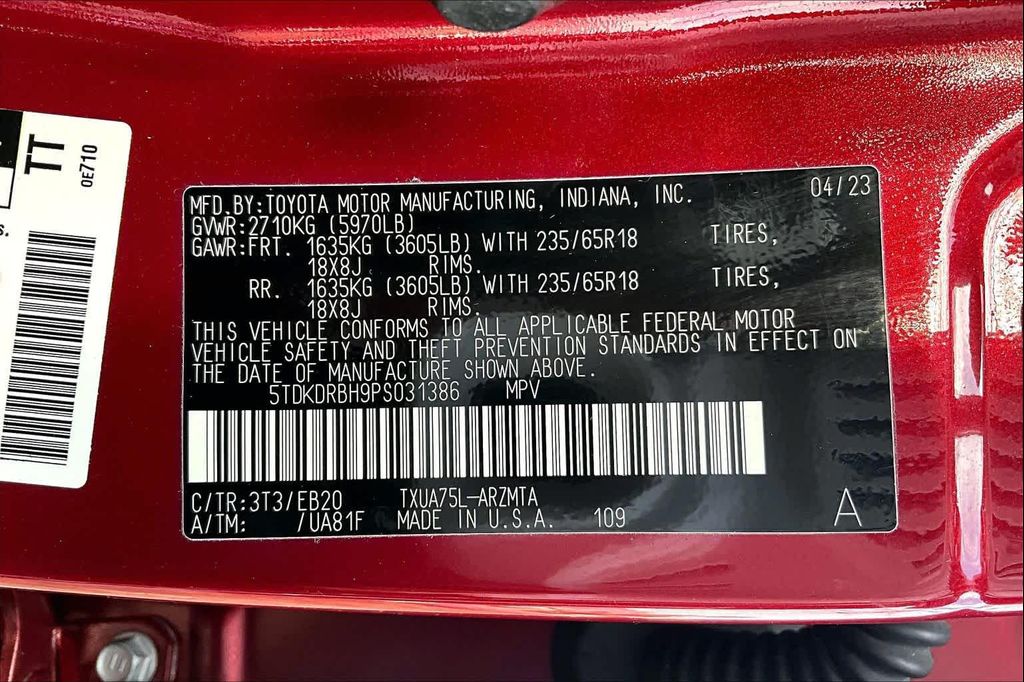 TT
0E710
s.
MFD.BY:TOYOTA MOTOR MANUFACTURING, INDIANA, INC. 04/23
GVWR:2710KG (5970LB)
GAWR:FRT. 1635KG (3605LB) WITH 235/65R18 TIRES,
18X8J RIMS.
RR. 1635KG (3605LB) WITH 235/65R18 TIRES,
18X8J RIMS.
THIS VEHICLE CONFORMS TO ALL APPLICABLE FEDERAL MOTOR
VEHICLE SAFETY AND THEFT PREVENTION STANDARDS IN EFFECT ON
THE DATE OF MANUFACTURE SHOWN ABOVE.
5TDKDRBH9PS031386 MPV
C/TR:3T3/EB20 TXUA75L-ARZMTA
A/TM: /UA81F MADE IN U.S.A. 109 A